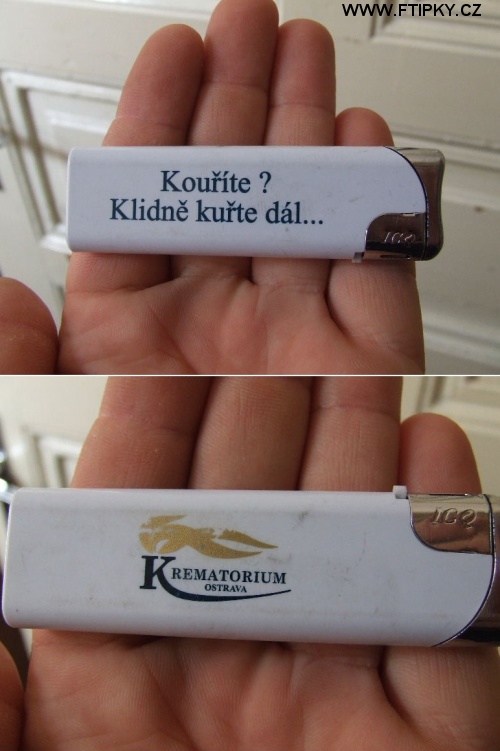 WWW.FTIPKY.CZ
Kouříte ?
Klidně kuřte dál...
KREMATORIUM
OSTRAVA